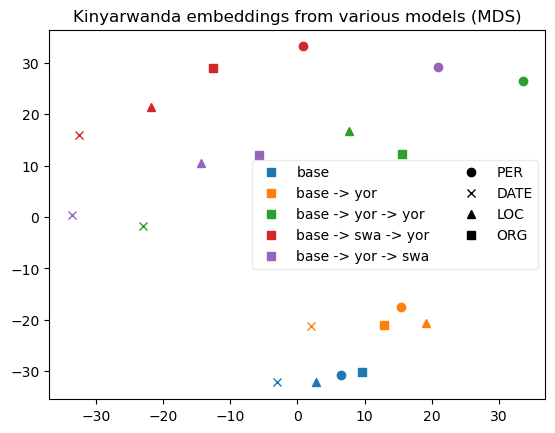 Kinyarwanda embeddings from various models (MDS)
30
20
10
0
−10
−20
−30
base
base -> yor
base -> yor -> yor
base -> swa -> yor
base -> yor -> swa
PER
DATE
LOC
ORG
−30
−20
−10
0
10
20
30